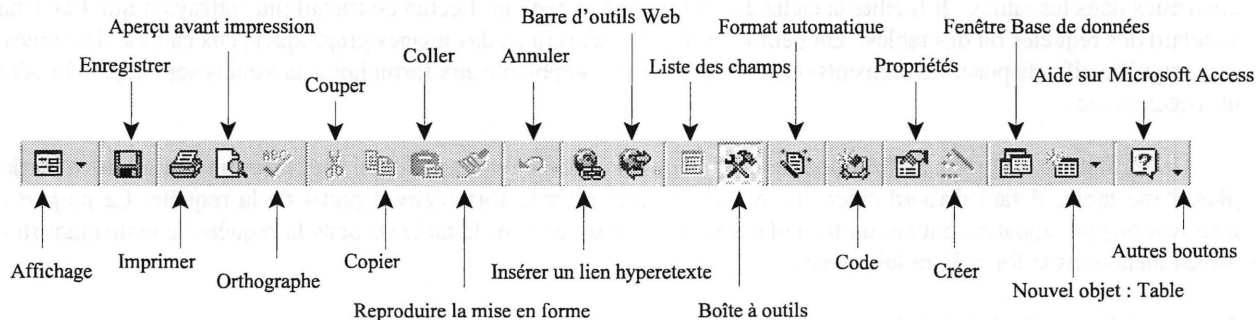 Barre d'outils Web
Format automatique
Fenêtre Base de données
Aperçu avant impression
Coller
Annuler
Enregistrer
Couper
Liste des champs
Propriétés
Aide sur Microsoft Access
ABC
Affichage
Imprimer
Orthographe
Copier
Insérer un lien hyperetexte
Code
Créer
Autres boutons
Reproduire la mise en forme
Boîte à outils
Nouvel objet : Table